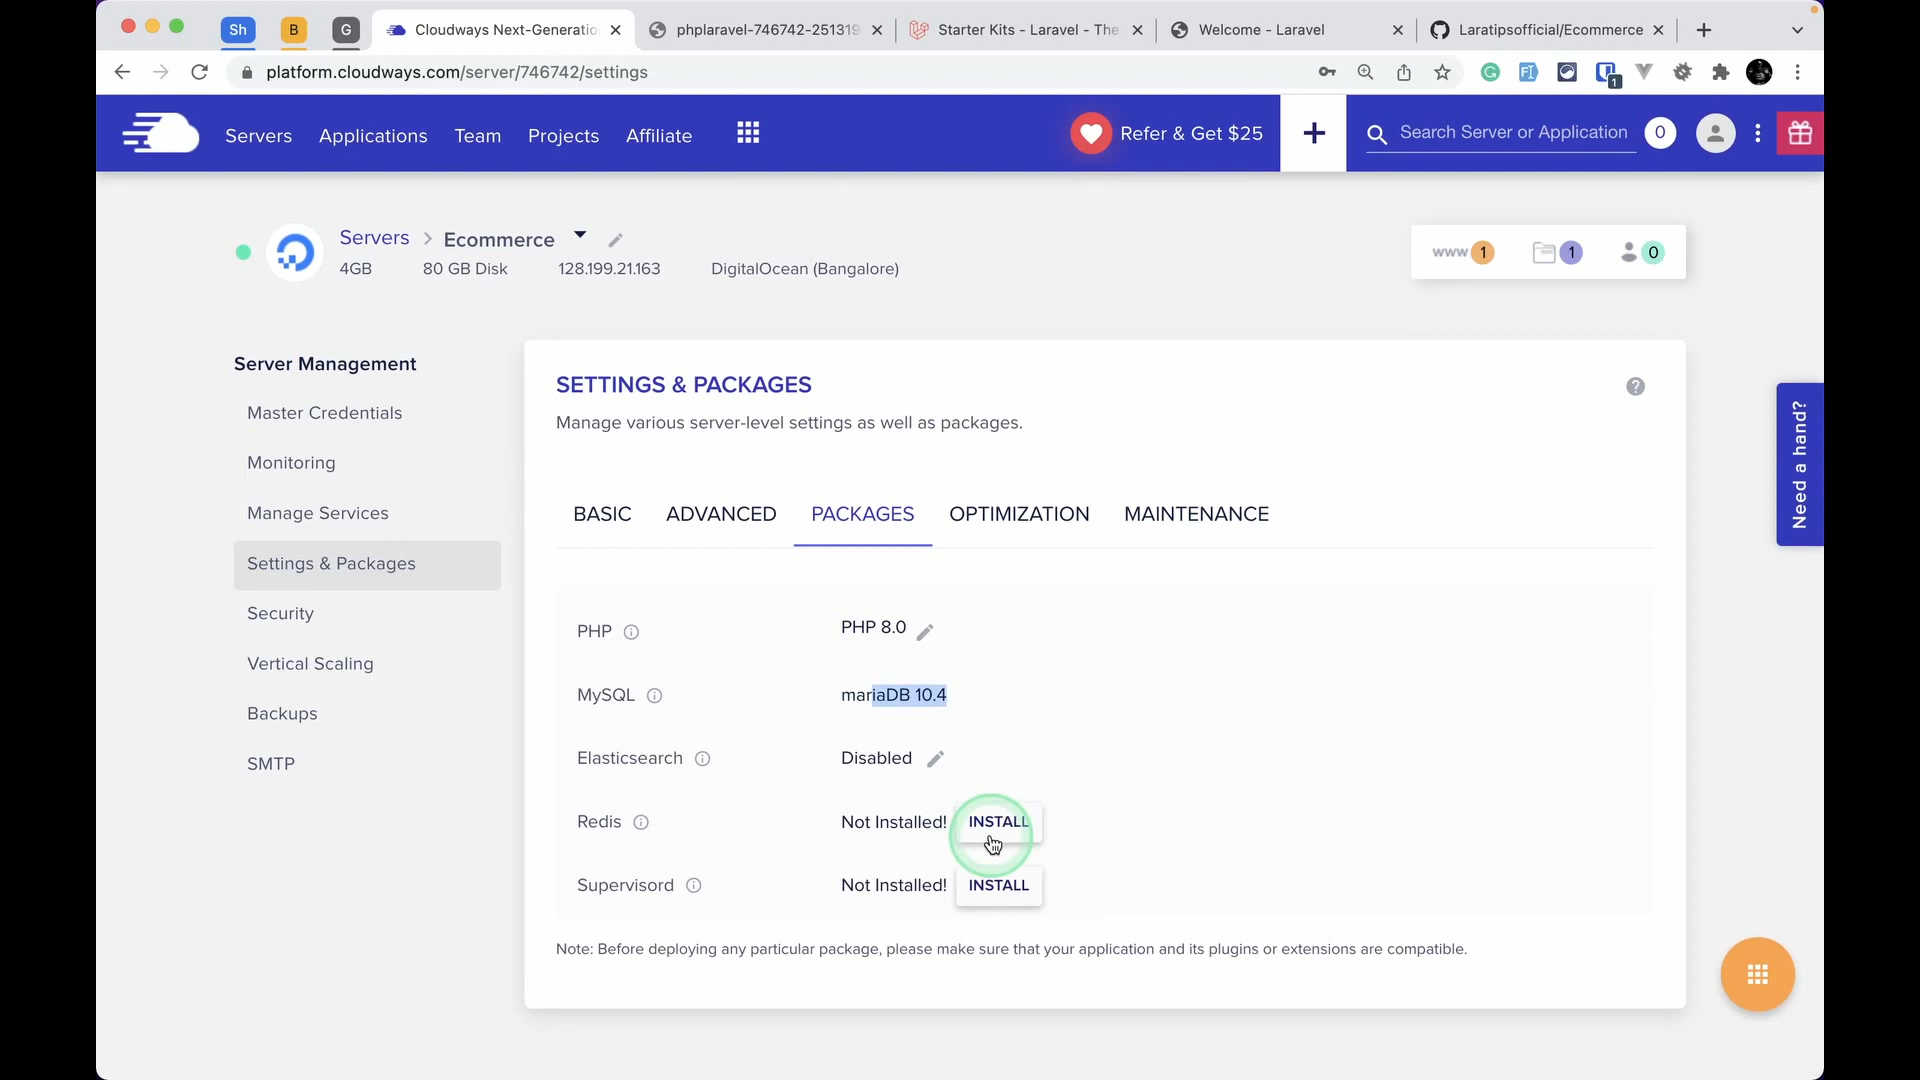 Sh
B
G
Cloudways Next-Generatio
phplaravel-746742-251319
Starter Kits - Laravel - The
Welcome - Laravel
Laratipsofficial/Ecommerce
platform.cloudways.com/server/746742/settings
1
Servers
Applications
Team
Projects
Affiliate
Refer & Get $25
Search Server or Application
0
Servers
Ecommerce
4GB
80 GB Disk
128.199.21.163
DigitalOcean (Bangalore)
www 1
1
0
Server Management
Master Credentials
Monitoring
Manage Services
Settings & Packages
Security
Vertical Scaling
Backups
SMTP
SETTINGS & PACKAGES
Manage various server-level settings as well as packages.
BASIC
ADVANCED
PACKAGES
OPTIMIZATION
MAINTENANCE
PHP
PHP 8.0
MySQL
mariaDB 10.4
Elasticsearch
Disabled
Redis
Not Installed!
INSTALL
Supervisord
Not Installed!
INSTALL
Note: Before deploying any particular package, please make sure that your application and its plugins or extensions are compatible.
Need a hand?